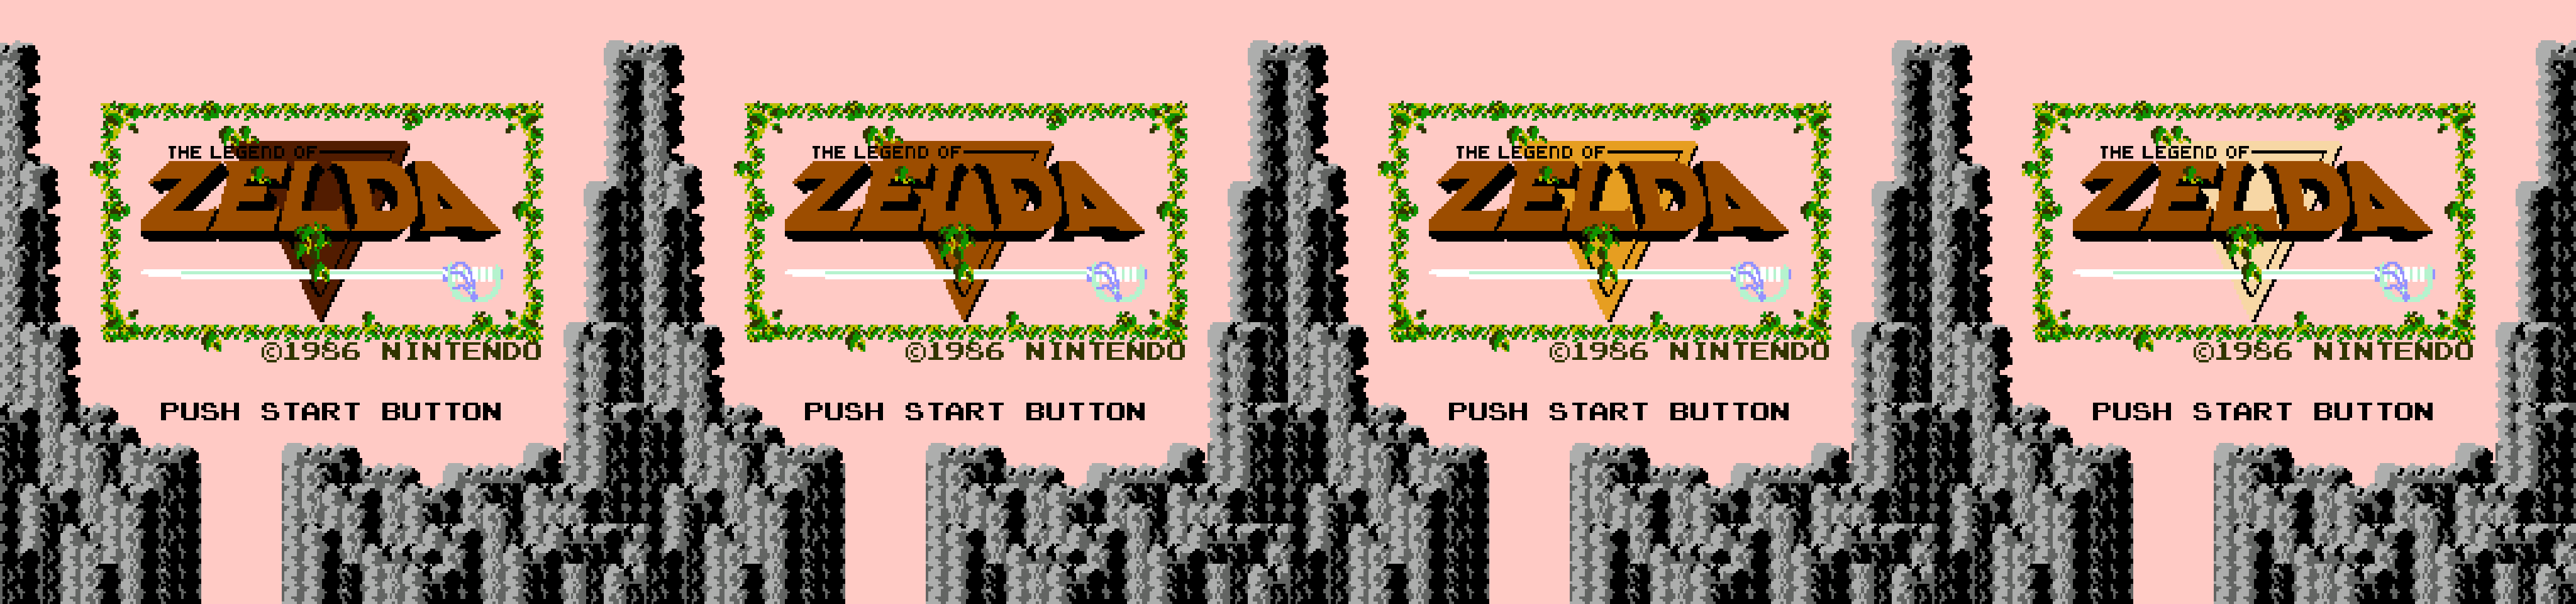 THE LEGEND OF
ZELDA
©1986 NINTENDO
PUSH START BUTTON
THE LEGEND OF
ZELDA
©1986 NINTENDO
PUSH START BUTTON
THE LEGEND OF
ZELDA
©1986 NINTENDO
PUSH START BUTTON
THE LEGEND OF
ZELDA
©1986 NINTENDO
PUSH START BUTTON